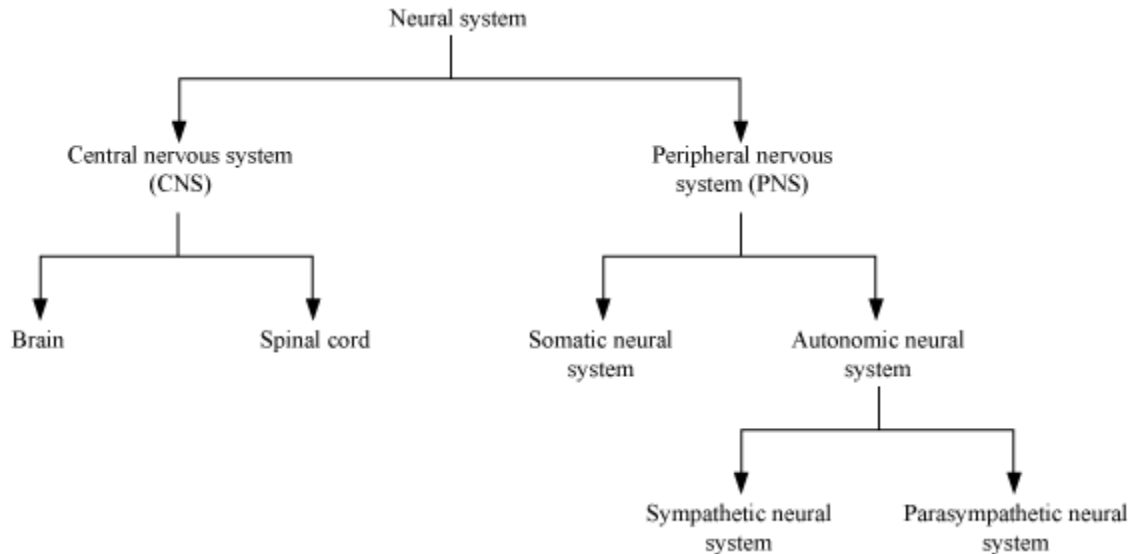 Neural system
Central nervous system
(CNS)
Peripheral nervous
system (PNS)
Brain
Spinal cord
Somatic neural
system
Autonomic neural
system
Sympathetic neural
system
Parasympathetic neural
system